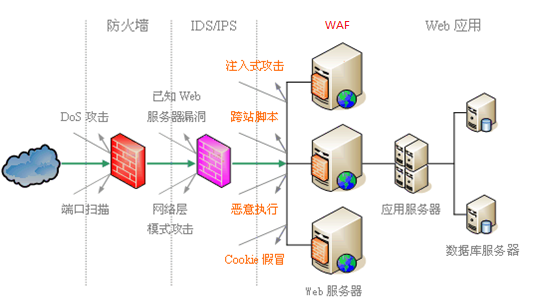 防火墙
IDS/IPS
WAF
Web 应用
注入式攻击
已知 Web
服务器漏洞
DoS 攻击
跨站脚本
端口扫描
网络层
模式攻击
恶意执行
Cookie 假冒
应用服务器
数据库服务器
Web 服务器